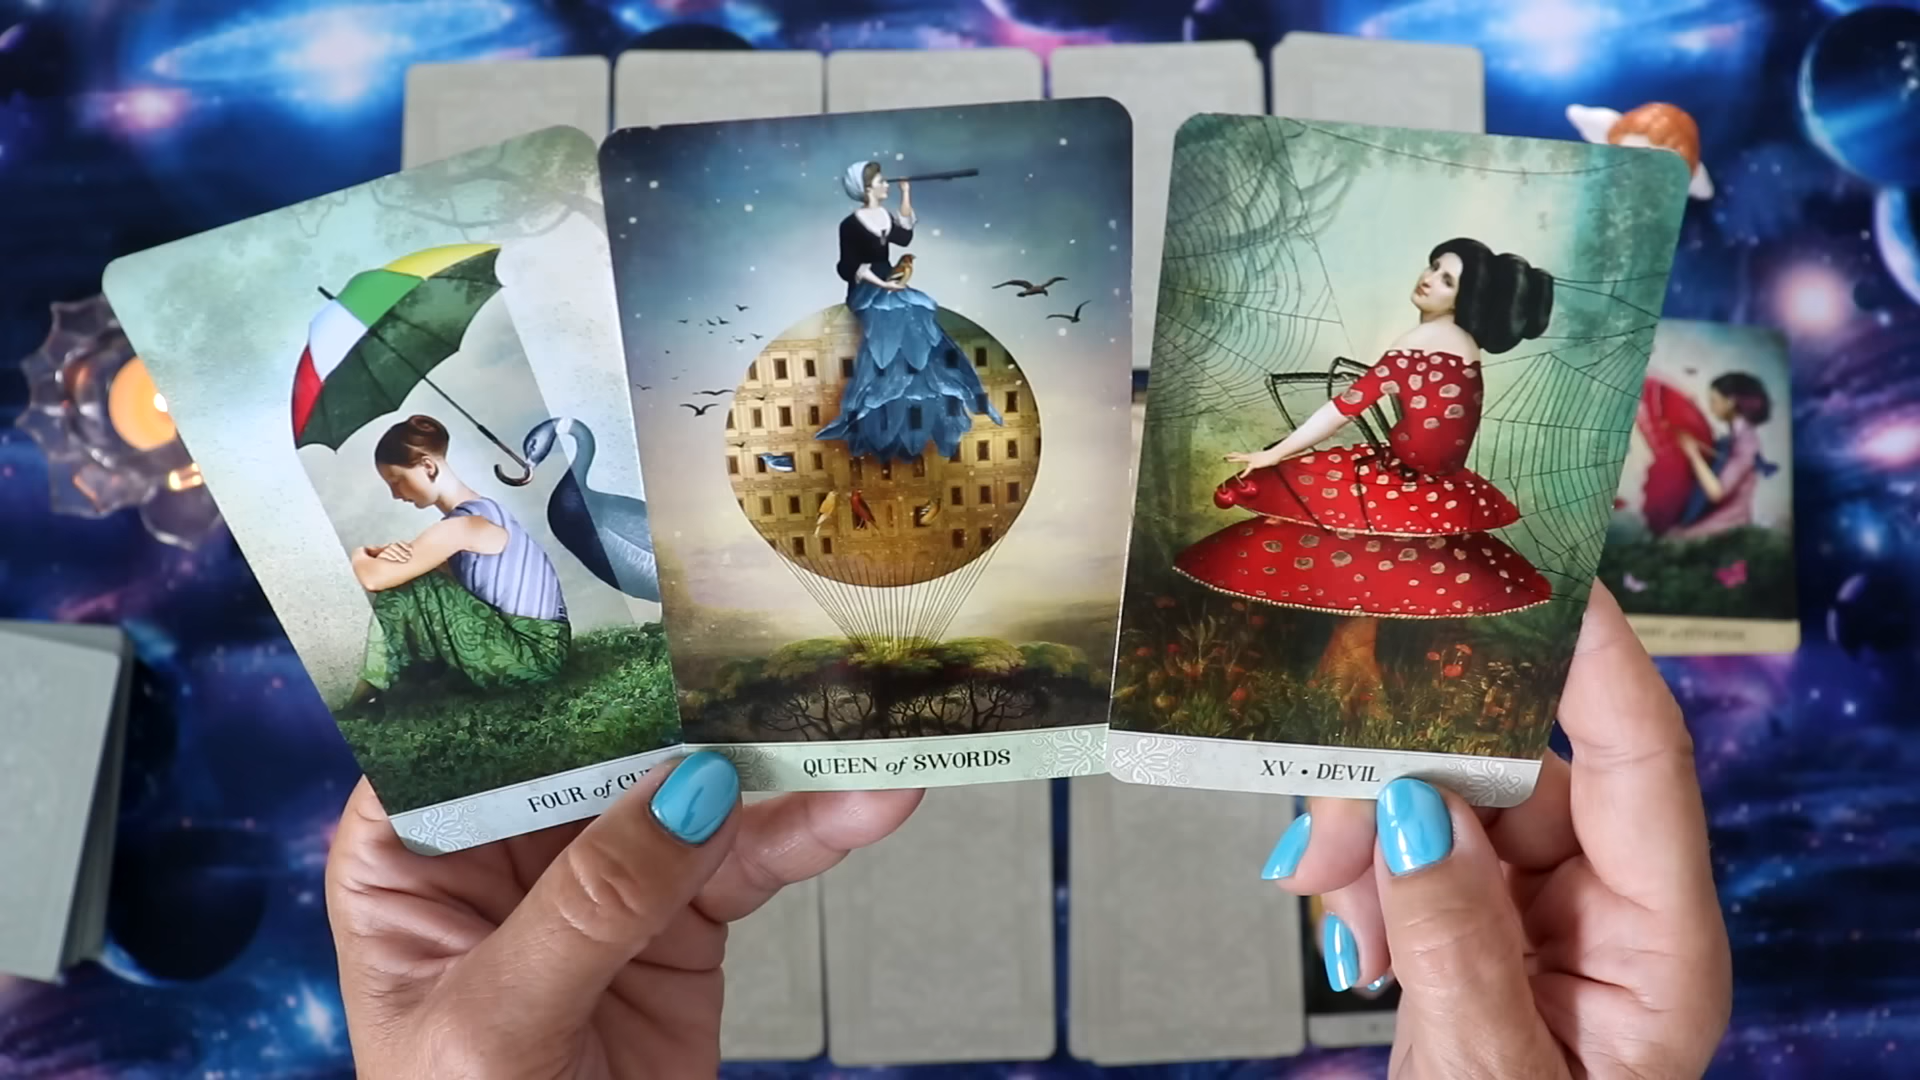 FOUR of
QUEEN of SWORDS
XV • DEVIL